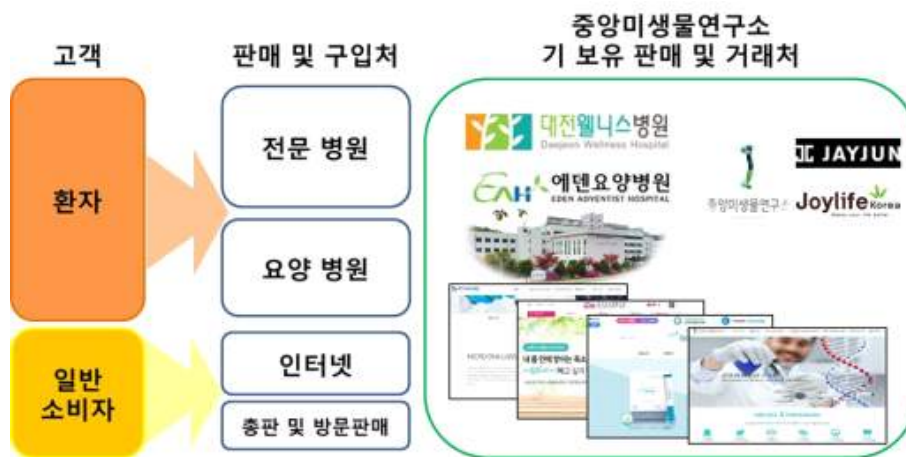 고객
판매 및 구입처
중앙미생물연구소
기 보유 판매 및 거래처
환자
전문 병원
요양 병원
일반
소비자
인터넷
총판 및 방문판매
대전웰니스병원
Daejeon Wellness Hospital
EAH
에덴요양병원
EDEN ADVENTIST HOSPITAL
중앙미생물연구소
JAYJUN
Joylife Korea